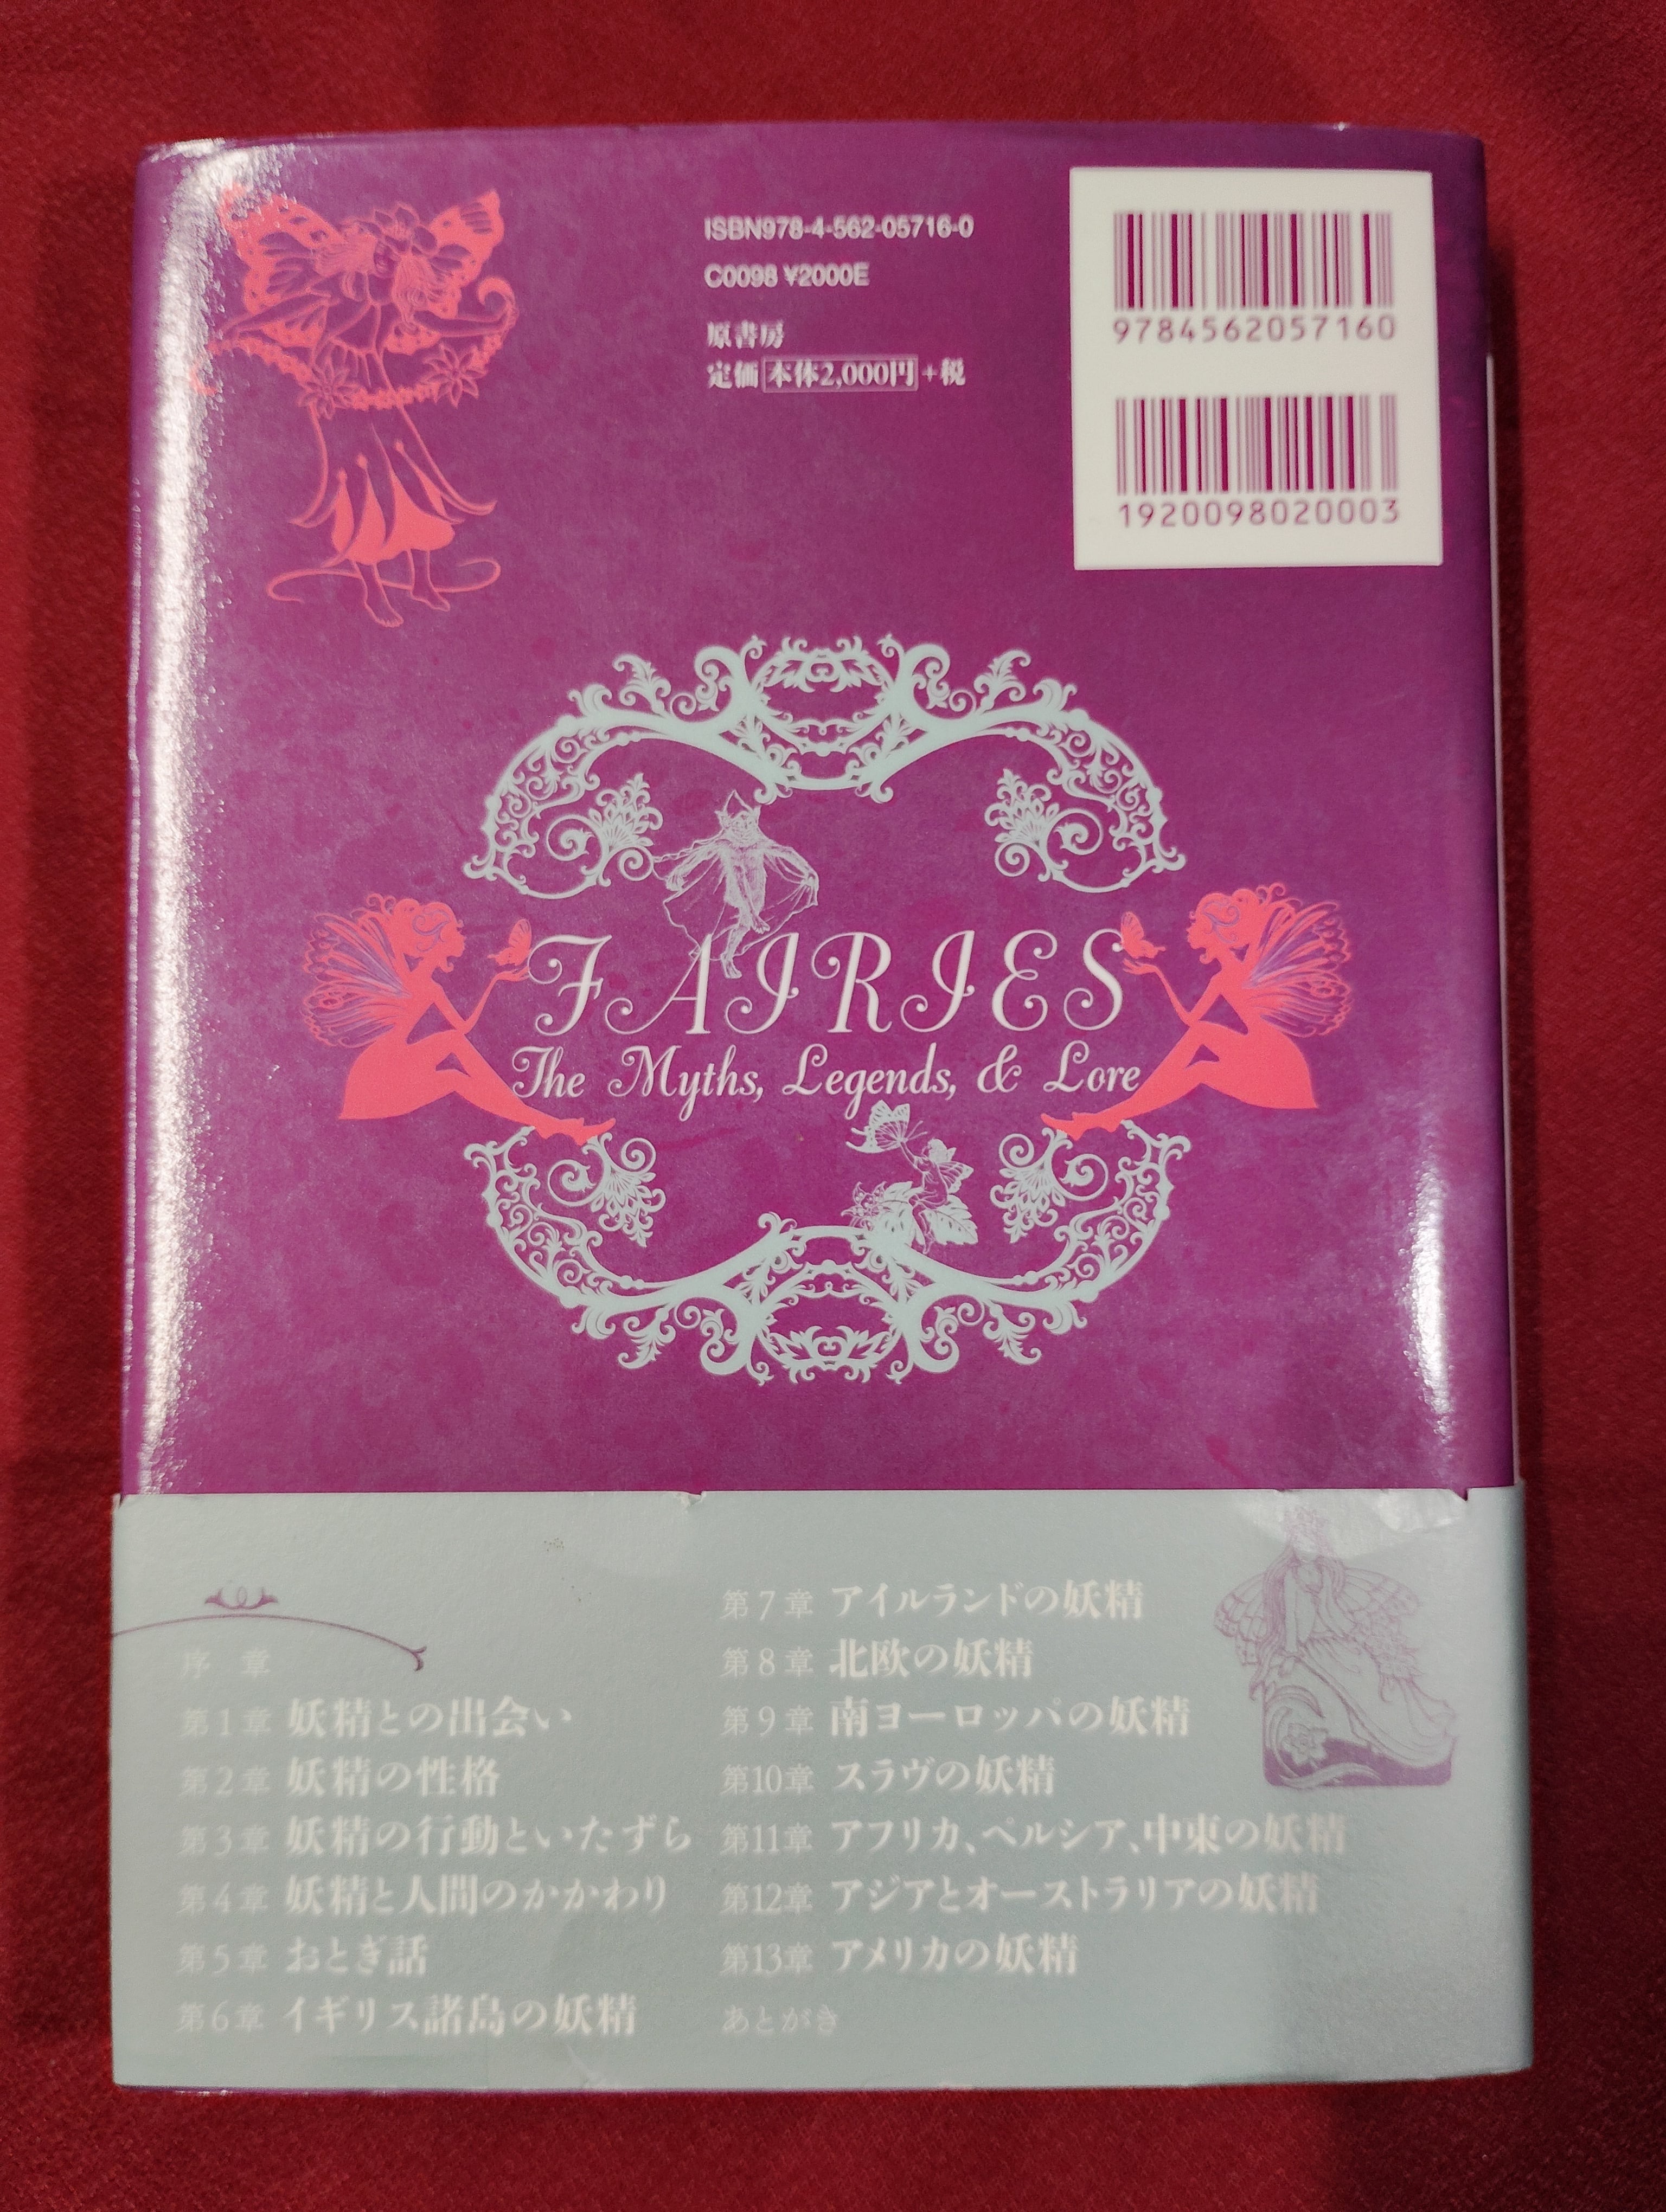 ISBN978-4-562-05716-0
C0098 ¥2000E
原書房
定価 本体2,000円 +税
9784562057160
1920098020003
FAIRIES
The Myths, Legends, & Lore
序 章
第1章 妖精との出会い
第2章 妖精の性格
第3章 妖精の行動といたずら
第4章 妖精と人間のかかわり
第5章 おとぎ話
第6章 イギリス諸島の妖精
第7章 アイルランドの妖精
第8章 北欧の妖精
第9章 南ヨーロッパの妖精
第10章 スラヴの妖精
第11章 アフリカ、ペルシア、中東の妖精
第12章 アジアとオーストラリアの妖精
第13章 アメリカの妖精
あとがき